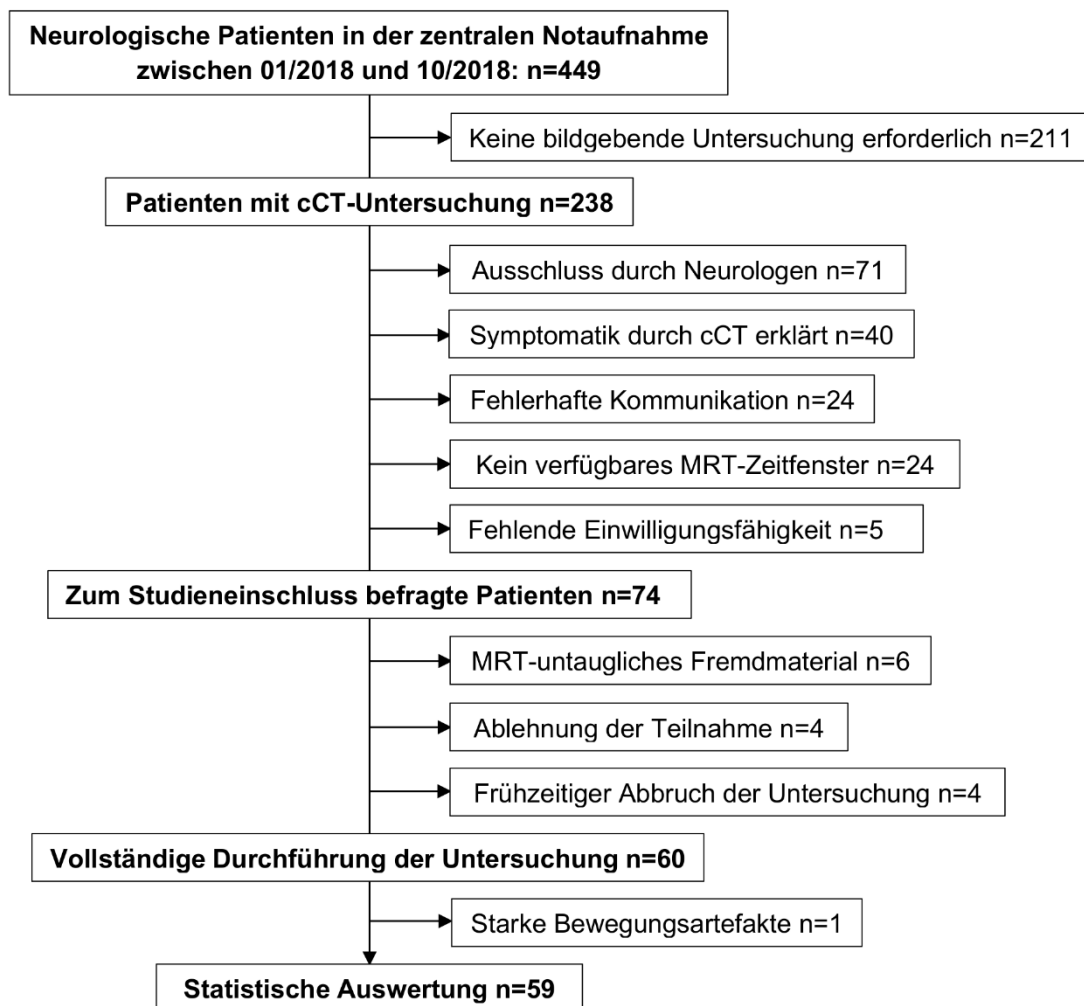 Neurologische Patienten in der zentralen Notaufnahme
zwischen 01/2018 und 10/2018: n=449
Keine bildgebende Untersuchung erforderlich n=211
Patienten mit cCT-Untersuchung n=238
Ausschluss durch Neurologen n=71
Symptomatik durch cCT erklärt n=40
Fehlerhafte Kommunikation n=24
Kein verfügbares MRT-Zeitfenster n=24
Fehlende Einwilligungsfähigkeit n=5
Zum Studieneinschluss befragte Patienten n=74
MRT-untaugliches Fremdmaterial n=6
Ablehnung der Teilnahme n=4
Frühzeitiger Abbruch der Untersuchung n=4
Vollständige Durchführung der Untersuchung n=60
Starke Bewegungsartefakte n=1
Statistische Auswertung n=59